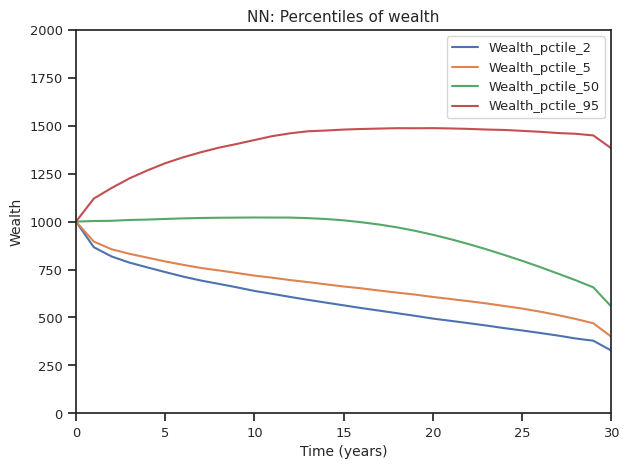 NN: Percentiles of wealth
Wealth_pctile_2
Wealth_pctile_5
Wealth_pctile_50
Wealth_pctile_95
2000
1750
1500
1250
1000
750
500
250
0
Wealth
0 5 10 15 20 25 30
Time (years)